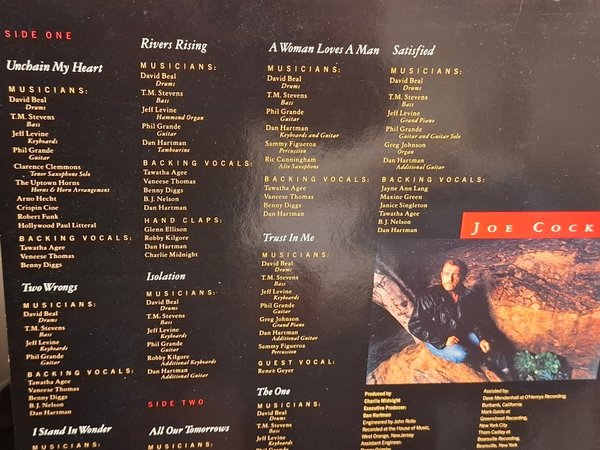 SIDE ONE
Unchain My Heart
MUSICIANS:
David Beal
Drums
T.M. Stevens
Bass
Jeff Levine
Keyboards
Phil Grande
Guitar
Clarence Clemmons
Tenor Saxophone Solo
The Uptown Horns
Horns & Horn Arrangement
Arno Hecht
Crispin Cioe
Robert Funk
Hollywood Paul Litteral
BACKING VOCALS:
Tawatha Agee
Veneese Thomas
Benny Diggs
Two Wrongs
MUSICIANS:
David Beal
Drums
T.M. Stevens
Bass
Jeff Levine
Keyboards
Phil Grande
Guitar
BACKING VOCALS:
Tawatha Agee
Vaneese Thomas
Benny Diggs
B.J. Nelson
Dan Hartman
I Stand In Wonder
MUSICIANS:
Rivers Rising
MUSICIANS:
David Beal
Drums
T.M. Stevens
Bass
Jeff Levine
Hammond Organ
Phil Grande
Guitar
Dan Hartman
Tambourine
BACKING VOCALS:
Tawatha Agee
Vaneese Thomas
Benny Diggs
B.J. Nelson
Dan Hartman
HAND CLAPS:
Glenn Ellison
Robby Kilgore
Dan Hartman
Charlie Midnight
Isolation
MUSICIANS:
David Beal
Drums
T.M. Stevens
Bass
Jeff Levine
Keyboards
Phil Grande
Guitar
Robby Kilgore
Additional Keyboards
Dan Hartman
Additional Guitar
SIDE TWO
All Our Tomorrows
MUSICIANS:
A Woman Loves A Man
MUSICIANS:
David Beal
Drums
T.M. Stevens
Bass
Phil Grande
Guitar
Dan Hartman
Keyboards and Guitar
Sammy Figueroa
Percussion
Ric Cunningham
Alto Saxophone
BACKING VOCALS:
Tawatha Agee
Vaneese Thomas
Benny Diggs
Dan Hartman
Trust In Me
MUSICIANS:
David Beal
Drums
T.M. Stevens
Bass
Jeff Levine
Keyboards
Phil Grande
Guitar
Greg Johnson
Grand Piano
Dan Hartman
Additional Guitar
Sammy Figueroa
Percussion
GUEST VOCAL:
Reneé Geyer
The One
MUSICIANS:
David Beal
Drums
T.M. Stevens
Bass
Jeff Levine
Keyboards
Phil Grande
Satisfied
MUSICIANS:
David Beal
Drums
T.M. Stevens
Bass
Jeff Levine
Grand Piano
Phil Grande
Guitar and Guitar Solo
Greg Johnson
Organ
Dan Hartman
Additional Guitar
BACKING VOCALS:
Jayne Ann Lang
Maxine Green
Janice Singleton
Tawatha Agee
B.J. Nelson
Dan Hartman
JOE COCK
Produced by
Charlie Midnight
Executive Producer:
Dan Hartman
Engineered by John Rollo
Recorded at the House of Music,
West Orange, New Jersey
Assistant Engineer:
Assisted by:
Dave Mendenhall at O'Henrys Recording,
Burbank, California
Mark Gaide at
Greenstreet Recording,
New York City
Thom Cadley at
Bearsville Recording,
Bearsville, New York